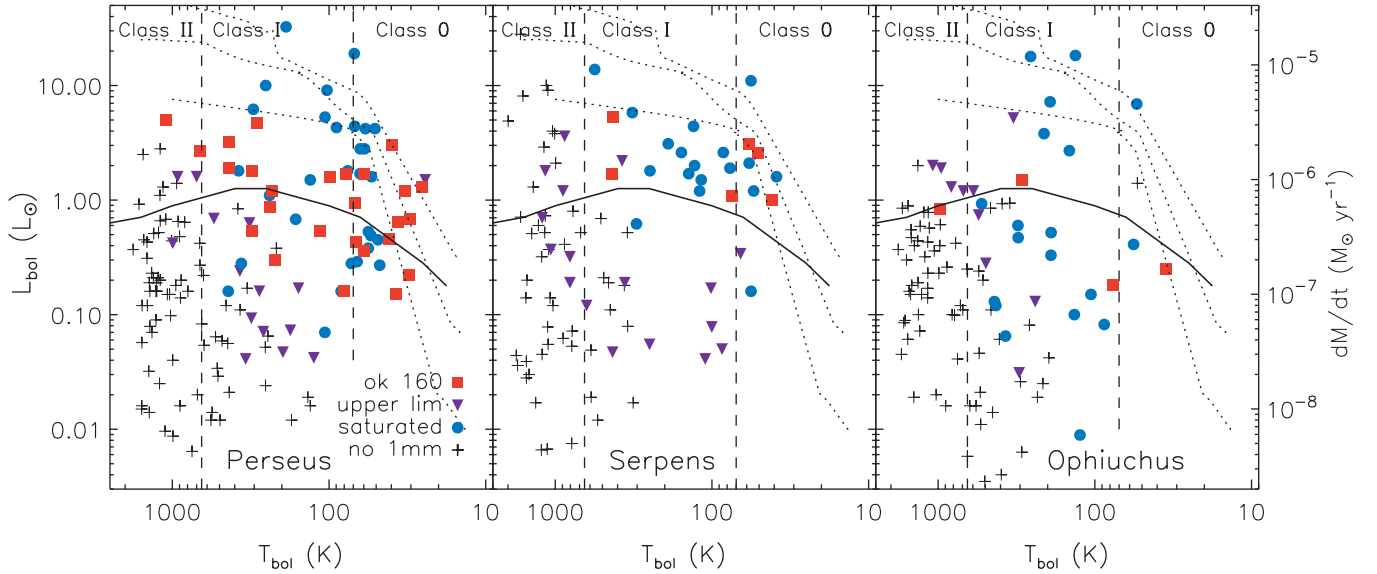 Class II Class I Class 0 Class II Class I Class 0 Class II Class I Class 0
L_bol (L_⊙)
10.00
1.00
0.10
0.01
ok 160
upper lim
saturated
no 1mm
Perseus Serpens Ophiuchus
10⁻⁵
10⁻⁶
10⁻⁷
10⁻⁸
dM/dt (M_⊙ yr⁻¹)
1000 100 10 1000 100 10 1000 100 10
T_bol (K) T_bol (K) T_bol (K)